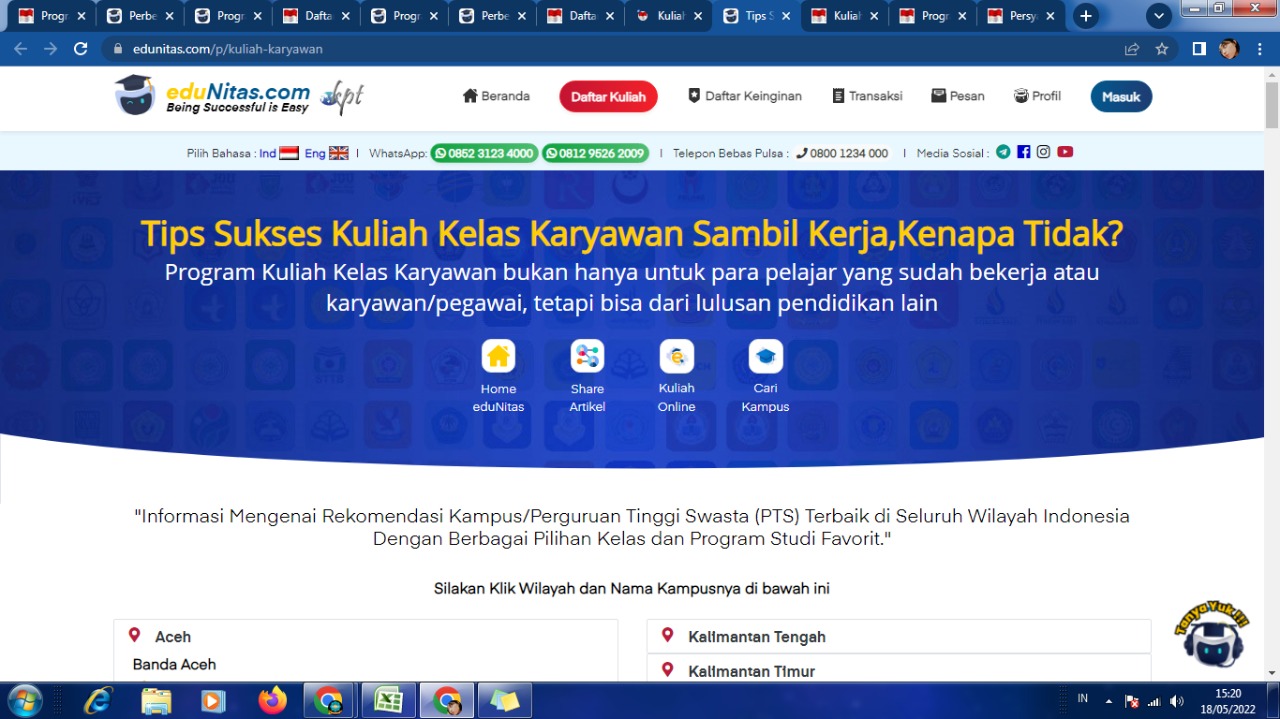 Progr
Perbe
Progr
Dafta
Progr
Perbe
Dafta
Kuliah
Tips S
Kuliah
Progr
Persy
edunitas.com/p/kuliah-karyawan
eduNitas.com
Being Successful is Easy
kpt
Beranda
Daftar Kuliah
Daftar Keinginan
Transaksi
Pesan
Profil
Masuk
Pilih Bahasa : Ind Eng | WhatsApp: 0852 3123 4000 0812 9526 2009 | Telepon Bebas Pulsa : 0800 1234 000 | Media Sosial :
Tips Sukses Kuliah Kelas Karyawan Sambil Kerja,Kenapa Tidak?
Program Kuliah Kelas Karyawan bukan hanya untuk para pelajar yang sudah bekerja atau
karyawan/pegawai, tetapi bisa dari lulusan pendidikan lain
Home
eduNitas
Share
Artikel
Kuliah
Online
Cari
Kampus
"Informasi Mengenai Rekomendasi Kampus/Perguruan Tinggi Swasta (PTS) Terbaik di Seluruh Wilayah Indonesia
Dengan Berbagai Pilihan Kelas dan Program Studi Favorit."
Silakan Klik Wilayah dan Nama Kampusnya di bawah ini
Aceh
Banda Aceh
Kalimantan Tengah
Kalimantan Timur
Tanya Yuk!!!
IN
15:20
18/05/2022